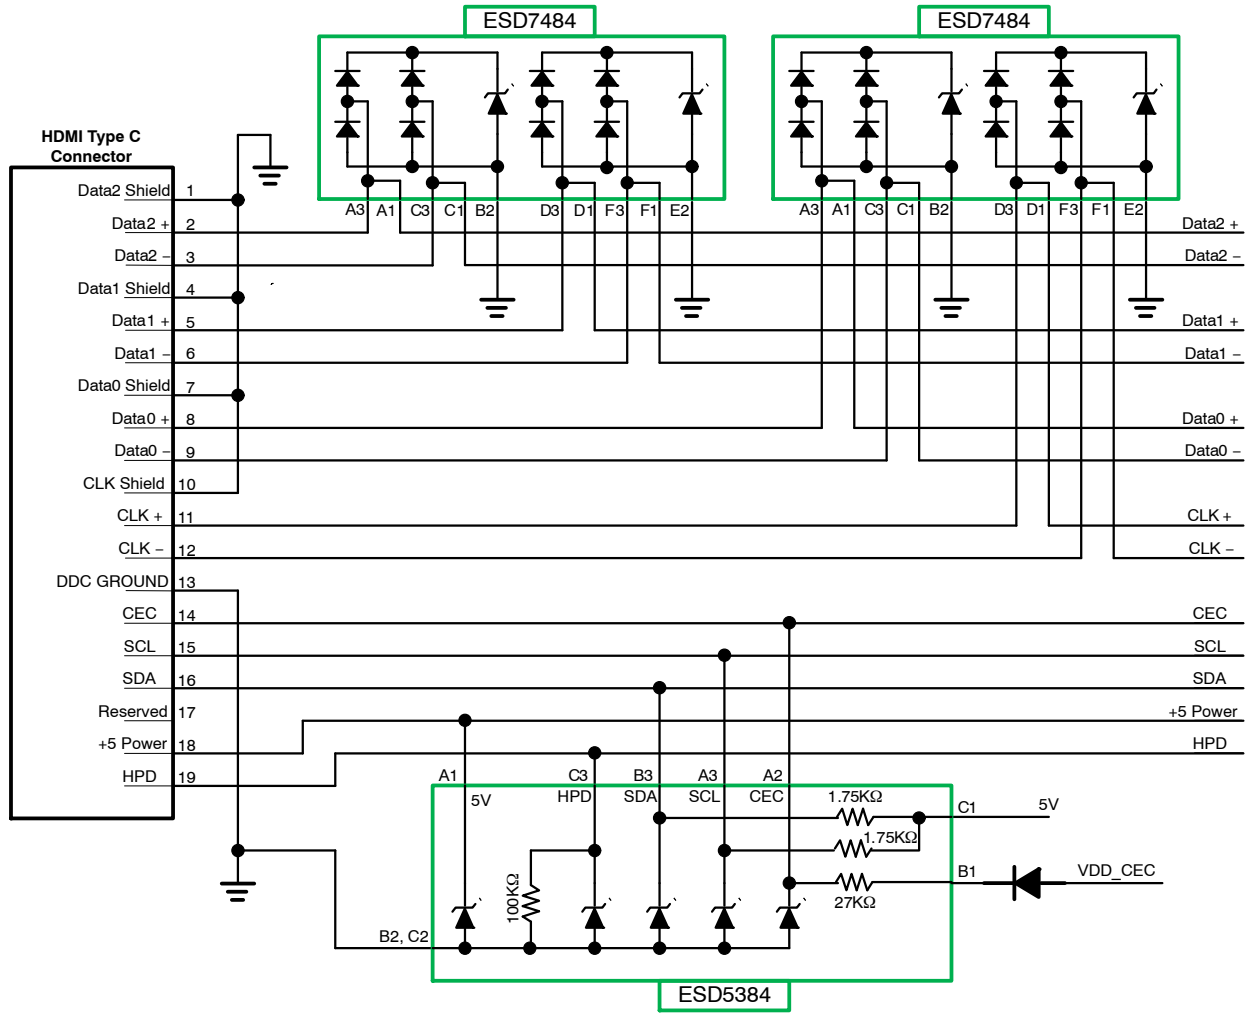 ESD7484
ESD7484
HDMI Type C
Connector
A3 A1 C3 C1 B2 D3 D1 F3 F1 E2
A3 A1 C3 C1 B2 D3 D1 F3 F1 E2
Data2 Shield 1
Data2 + 2
Data2 +
Data2 − 3
Data2 −
Data1 Shield 4
Data1 + 5
Data1 +
Data1 − 6
Data1 −
Data0 Shield 7
Data0 + 8
Data0 +
Data0 − 9
Data0 −
CLK Shield 10
CLK + 11
CLK +
CLK − 12
CLK −
DDC GROUND 13
CEC 14
CEC
SCL 15
SCL
SDA 16
SDA
Reserved 17
+5 Power
+5 Power 18
HPD
HPD 19
A1 C3 B3 A3 A2
5V HPD SDA SCL CEC
1.75KΩ
C1 5V
1.75KΩ
B1 VDD_CEC
27KΩ
100KΩ
B2, C2
ESD5384